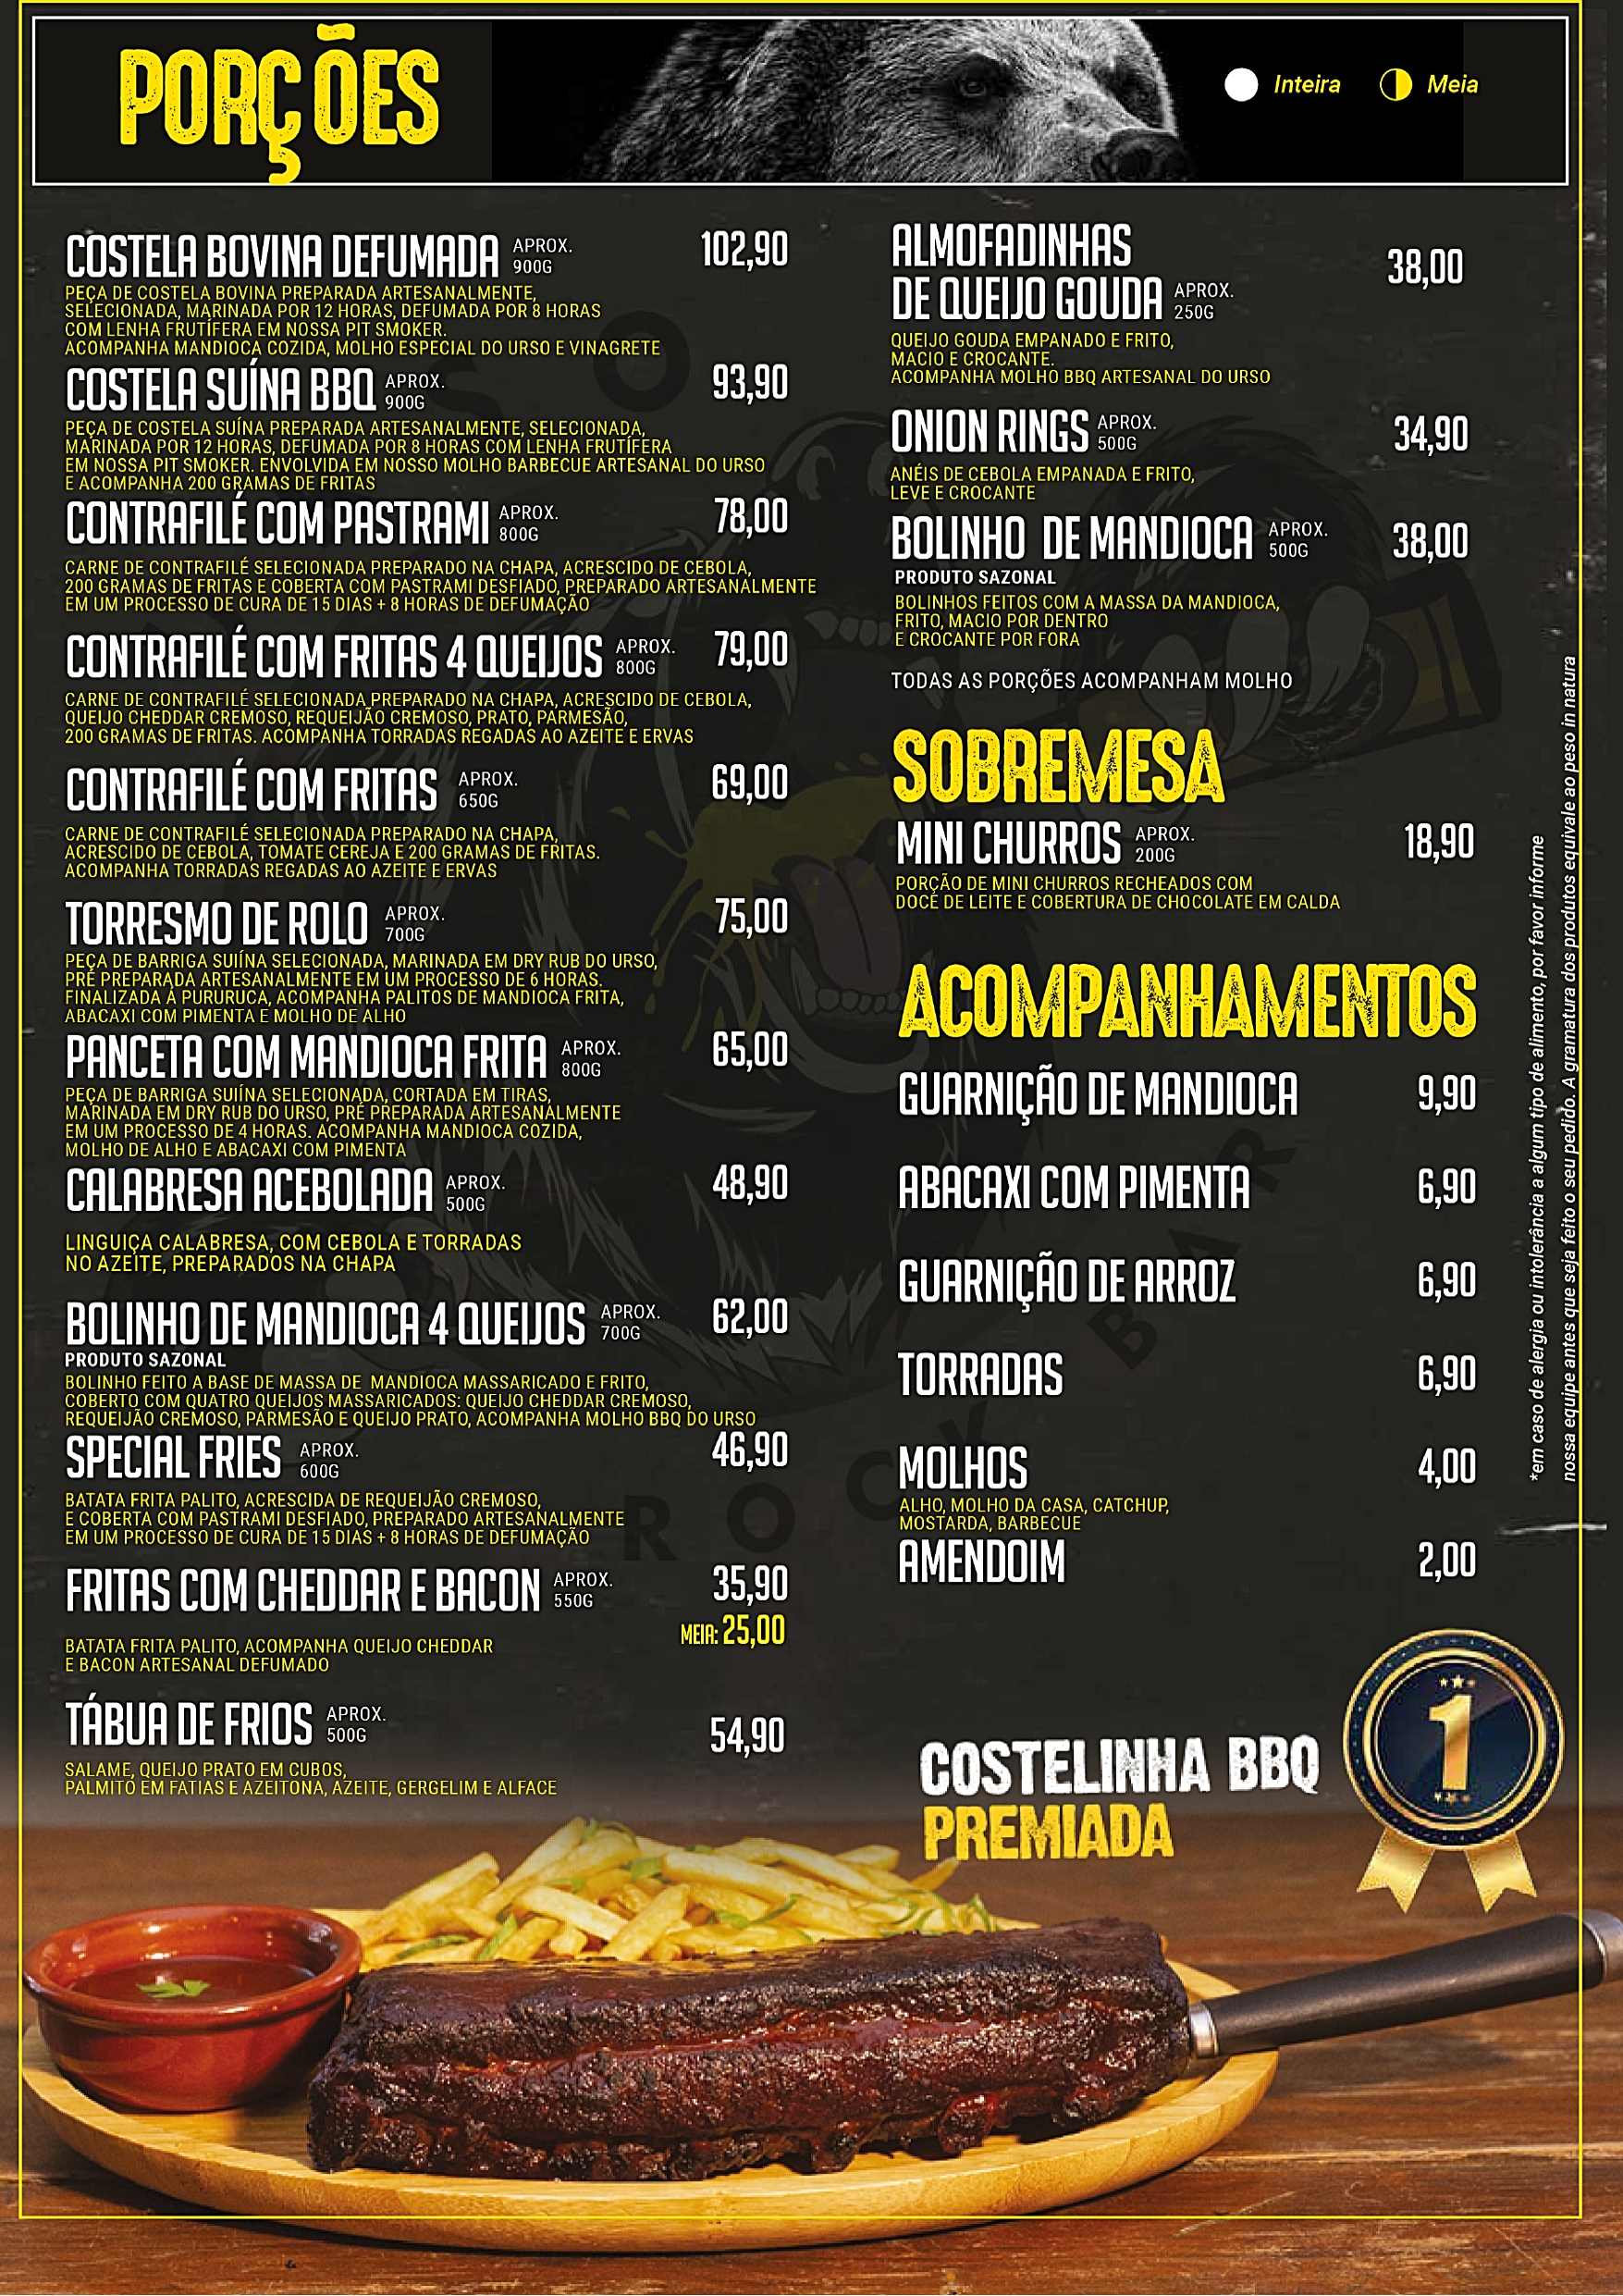 PORÇÕES
Inteira
Meia
COSTELA BOVINA DEFUMADA APROX. 900G 102,90
PEÇA DE COSTELA BOVINA PREPARADA ARTESANALMENTE,
SELECIONADA, MARINADA POR 12 HORAS, DEFUMADA POR 8 HORAS
COM LENHA FRUTÍFERA EM NOSSA PIT SMOKER.
ACOMPANHA MANDIOCA COZIDA, MOLHO ESPECIAL DO URSO E VINAGRETE
COSTELA SUÍNA BBQ APROX. 900G 93,90
PEÇA DE COSTELA SUÍNA PREPARADA ARTESANALMENTE, SELECIONADA,
MARINADA POR 12 HORAS, DEFUMADA POR 8 HORAS COM LENHA FRUTÍFERA
EM NOSSA PIT SMOKER. ENVOLVIDA EM NOSSO MOLHO BARBECUE ARTESANAL DO URSO
E ACOMPANHA 200 GRAMAS DE FRITAS
CONTRAFILÉ COM PASTRAMI APROX. 800G 78,00
CARNE DE CONTRAFILÉ SELECIONADA PREPARADO NA CHAPA, ACRESCIDO DE CEBOLA,
200 GRAMAS DE FRITAS E COBERTA COM PASTRAMI DESFIADO, PREPARADO ARTESANALMENTE
EM UM PROCESSO DE CURA DE 15 DIAS + 8 HORAS DE DEFUMAÇÃO
CONTRAFILÉ COM FRITAS 4 QUEIJOS APROX. 800G 79,00
CARNE DE CONTRAFILÉ SELECIONADA PREPARADO NA CHAPA, ACRESCIDO DE CEBOLA,
QUEIJO CHEDDAR CREMOSO, REQUEIJÃO CREMOSO, PRATO, PARMESÃO,
200 GRAMAS DE FRITAS. ACOMPANHA TORRADAS REGADAS AO AZEITE E ERVAS
CONTRAFILÉ COM FRITAS APROX. 650G 69,00
CARNE DE CONTRAFILÉ SELECIONADA PREPARADO NA CHAPA,
ACRESCIDO DE CEBOLA, TOMATE CEREJA E 200 GRAMAS DE FRITAS.
ACOMPANHA TORRADAS REGADAS AO AZEITE E ERVAS
TORRESMO DE ROLO APROX. 700G 75,00
PEÇA DE BARRIGA SUIÍNA SELECIONADA, MARINADA EM DRY RUB DO URSO,
PRÉ PREPARADA ARTESANALMENTE EM UM PROCESSO DE 6 HORAS.
FINALIZADA À PURURUCA, ACOMPANHA PALITOS DE MANDIOCA FRITA,
ABACAXI COM PIMENTA E MOLHO DE ALHO
PANCETA COM MANDIOCA FRITA APROX. 800G 65,00
PEÇA DE BARRIGA SUIÍNA SELECIONADA, CORTADA EM TIRAS,
MARINADA EM DRY RUB DO URSO, PRÉ PREPARADA ARTESANALMENTE
EM UM PROCESSO DE 4 HORAS. ACOMPANHA MANDIOCA COZIDA,
MOLHO DE ALHO E ABACAXI COM PIMENTA
CALABRESA ACEBOLADA APROX. 500G 48,90
LINGUIÇA CALABRESA, COM CEBOLA E TORRADAS
NO AZEITE, PREPARADOS NA CHAPA
BOLINHO DE MANDIOCA 4 QUEIJOS APROX. 700G 62,00
PRODUTO SAZONAL
BOLINHO FEITO A BASE DE MASSA DE MANDIOCA MASSARICADO E FRITO,
COBERTO COM QUATRO QUEIJOS MASSARICADOS: QUEIJO CHEDDAR CREMOSO,
REQUEIJÃO CREMOSO, PARMESÃO E QUEIJO PRATO, ACOMPANHA MOLHO BBQ DO URSO
SPECIAL FRIES APROX. 600G 46,90
BATATA FRITA PALITO, ACRESCIDA DE REQUEIJÃO CREMOSO,
E COBERTA COM PASTRAMI DESFIADO, PREPARADO ARTESANALMENTE
EM UM PROCESSO DE CURA DE 15 DIAS + 8 HORAS DE DEFUMAÇÃO
FRITAS COM CHEDDAR E BACON APROX. 550G 35,90
MEIA: 25,00
BATATA FRITA PALITO, ACOMPANHA QUEIJO CHEDDAR
E BACON ARTESANAL DEFUMADO
TÁBUA DE FRIOS APROX. 500G 54,90
SALAME, QUEIJO PRATO EM CUBOS,
PALMITO EM FATIAS E AZEITONA, AZEITE, GERGELIM E ALFACE
ALMOFADINHAS
DE QUEIJO GOUDA APROX. 250G 38,00
QUEIJO GOUDA EMPANADO E FRITO,
MACIO E CROCANTE.
ACOMPANHA MOLHO BBQ ARTESANAL DO URSO
ONION RINGS APROX. 500G 34,90
ANÉIS DE CEBOLA EMPANADA E FRITO,
LEVE E CROCANTE
BOLINHO DE MANDIOCA APROX. 500G 38,00
PRODUTO SAZONAL
BOLINHOS FEITOS COM A MASSA DA MANDIOCA,
FRITO, MACIO POR DENTRO
E CROCANTE POR FORA
TODAS AS PORÇÕES ACOMPANHAM MOLHO
SOBREMESA
MINI CHURROS APROX. 200G 18,90
PORÇÃO DE MINI CHURROS RECHEADOS COM
DOCE DE LEITE E COBERTURA DE CHOCOLATE EM CALDA
ACOMPANHAMENTOS
GUARNIÇÃO DE MANDIOCA 9,90
ABACAXI COM PIMENTA 6,90
GUARNIÇÃO DE ARROZ 6,90
TORRADAS 6,90
MOLHOS 4,00
ALHO, MOLHO DA CASA, CATCHUP,
MOSTARDA, BARBECUE
AMENDOIM 2,00
*em caso de alergia ou intolerância a algum tipo de alimento, por favor informe
nossa equipe antes que seja feito o seu pedido. A gramatura dos produtos equivale ao peso in natura
ROCK BAR
COSTELINHA BBQ
PREMIADA
1